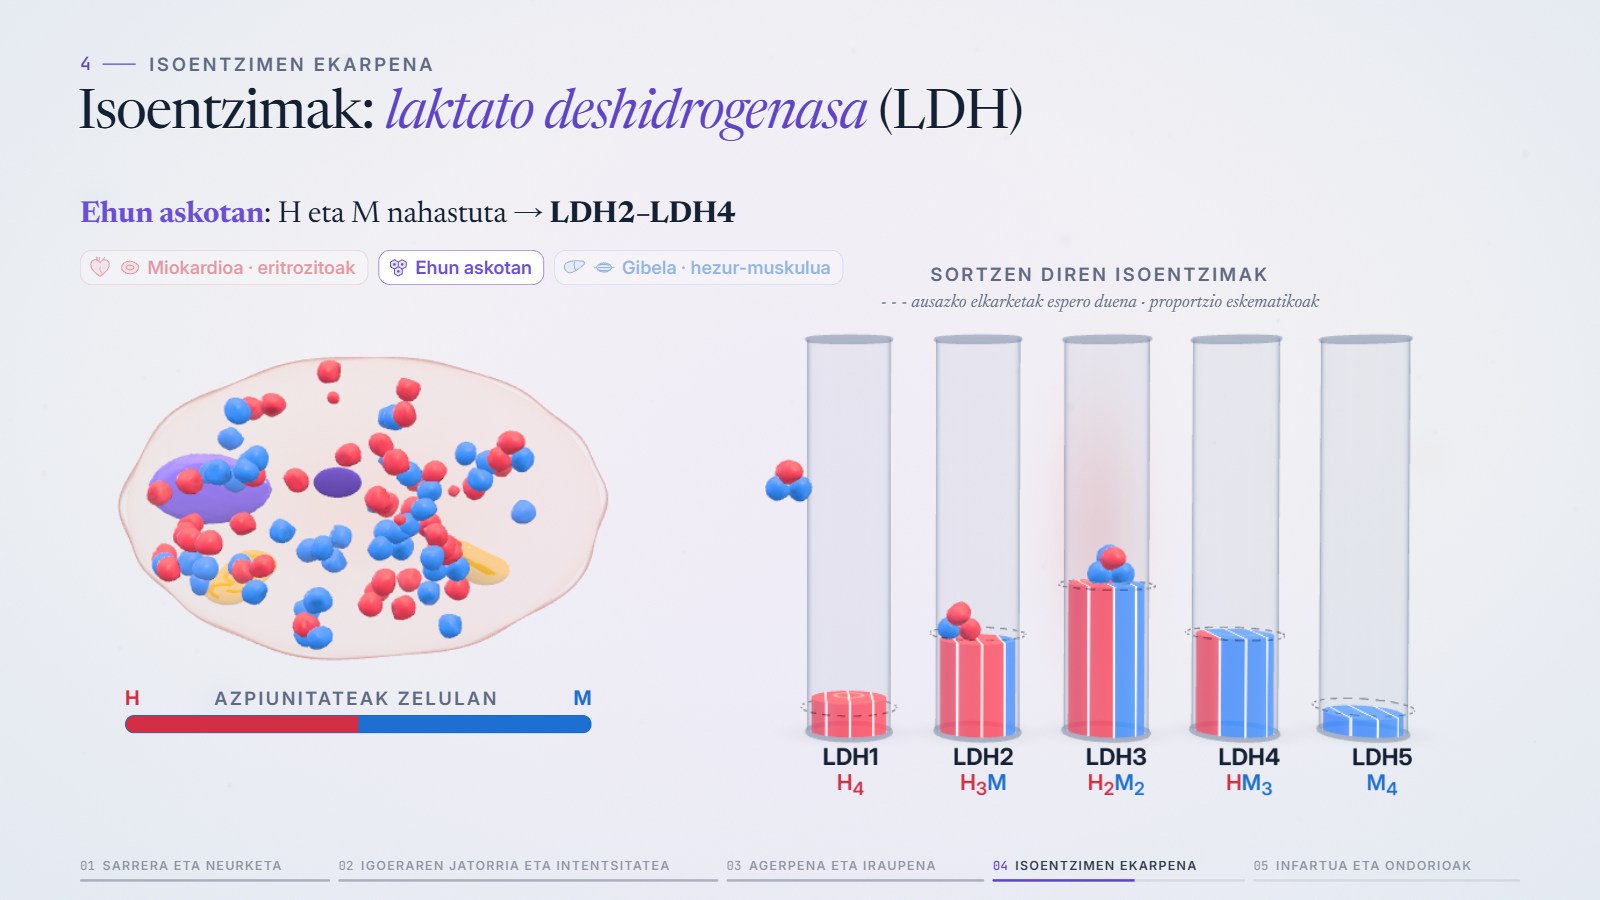 4 — ISOENTZIMEN EKARPENA
Isoentzimak: laktato deshidrogenasa (LDH)
Ehun askotan: H eta M nahastuta → LDH2–LDH4
Miokardioa · eritrozitoak
Ehun askotan
Gibela · hezur-muskulua
SORTZEN DIREN ISOENTZIMAK
- - - ausazko elkarketak espero duena · proportzio eskematikoak
H AZPIUNITATEAK ZELULAN M
LDH1 LDH2 LDH3 LDH4 LDH5
H4 H3M H2M2 HM3 M4
01 SARRERA ETA NEURKETA
02 IGOERAREN JATORRIA ETA INTENTSITATEA
03 AGERPENA ETA IRAUPENA
04 ISOENTZIMEN EKARPENA
05 INFARTUA ETA ONDORIOAK